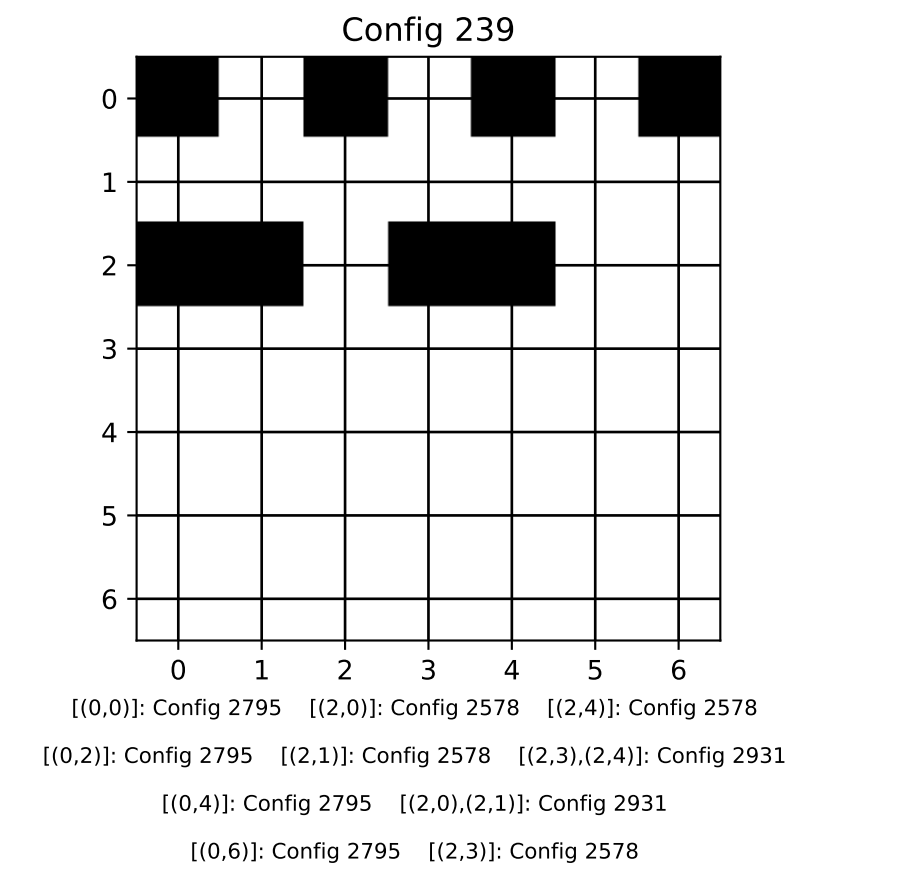 Config 239
0
1
2
3
4
5
6
0 1 2 3 4 5 6
[(0,0)]: Config 2795 [(2,0)]: Config 2578 [(2,4)]: Config 2578
[(0,2)]: Config 2795 [(2,1)]: Config 2578 [(2,3),(2,4)]: Config 2931
[(0,4)]: Config 2795 [(2,0),(2,1)]: Config 2931
[(0,6)]: Config 2795 [(2,3)]: Config 2578